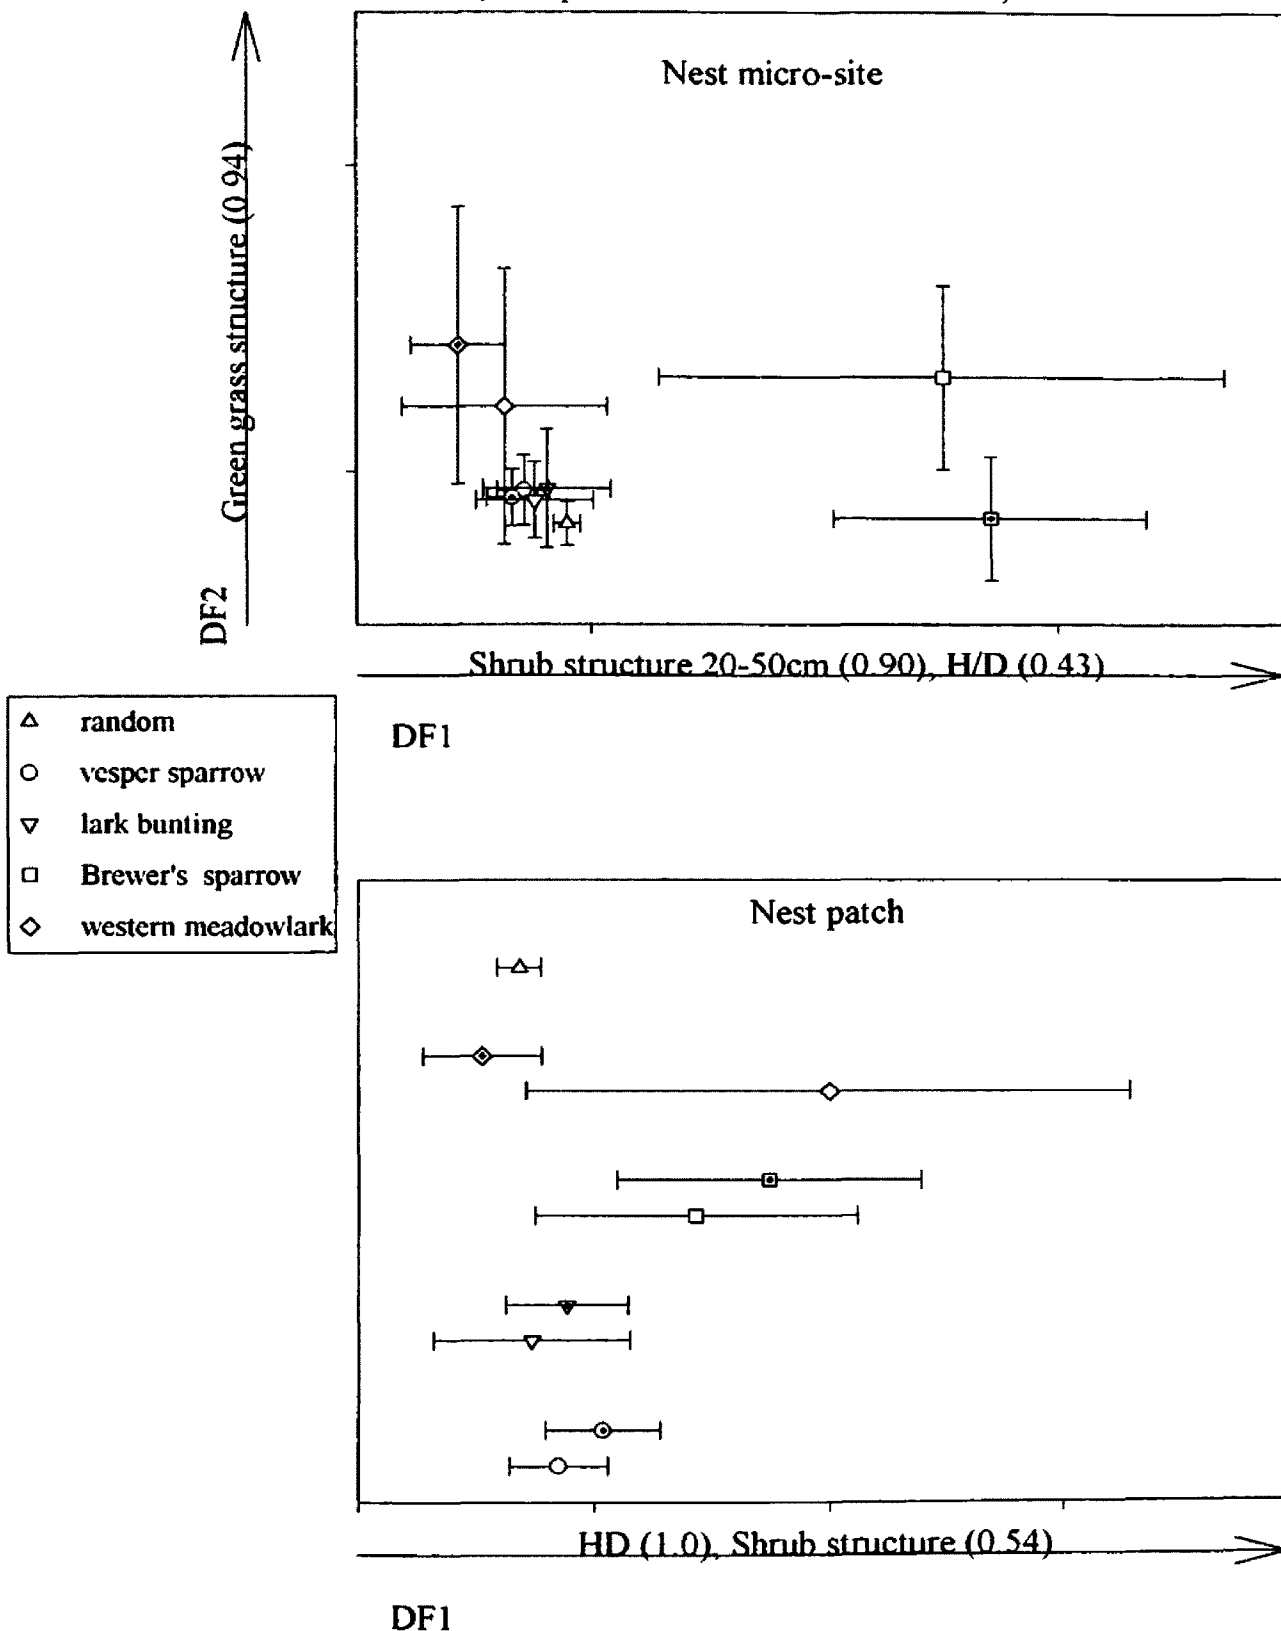 Nest micro-site
Green grass structure (0 94)
DF2
Shrub structure 20-50cm (0.90), H/D (0.43)
DF1
random
vesper sparrow
lark bunting
Brewer's sparrow
western meadowlark
Nest patch
HD (1.0), Shrub structure (0.54)
DF1